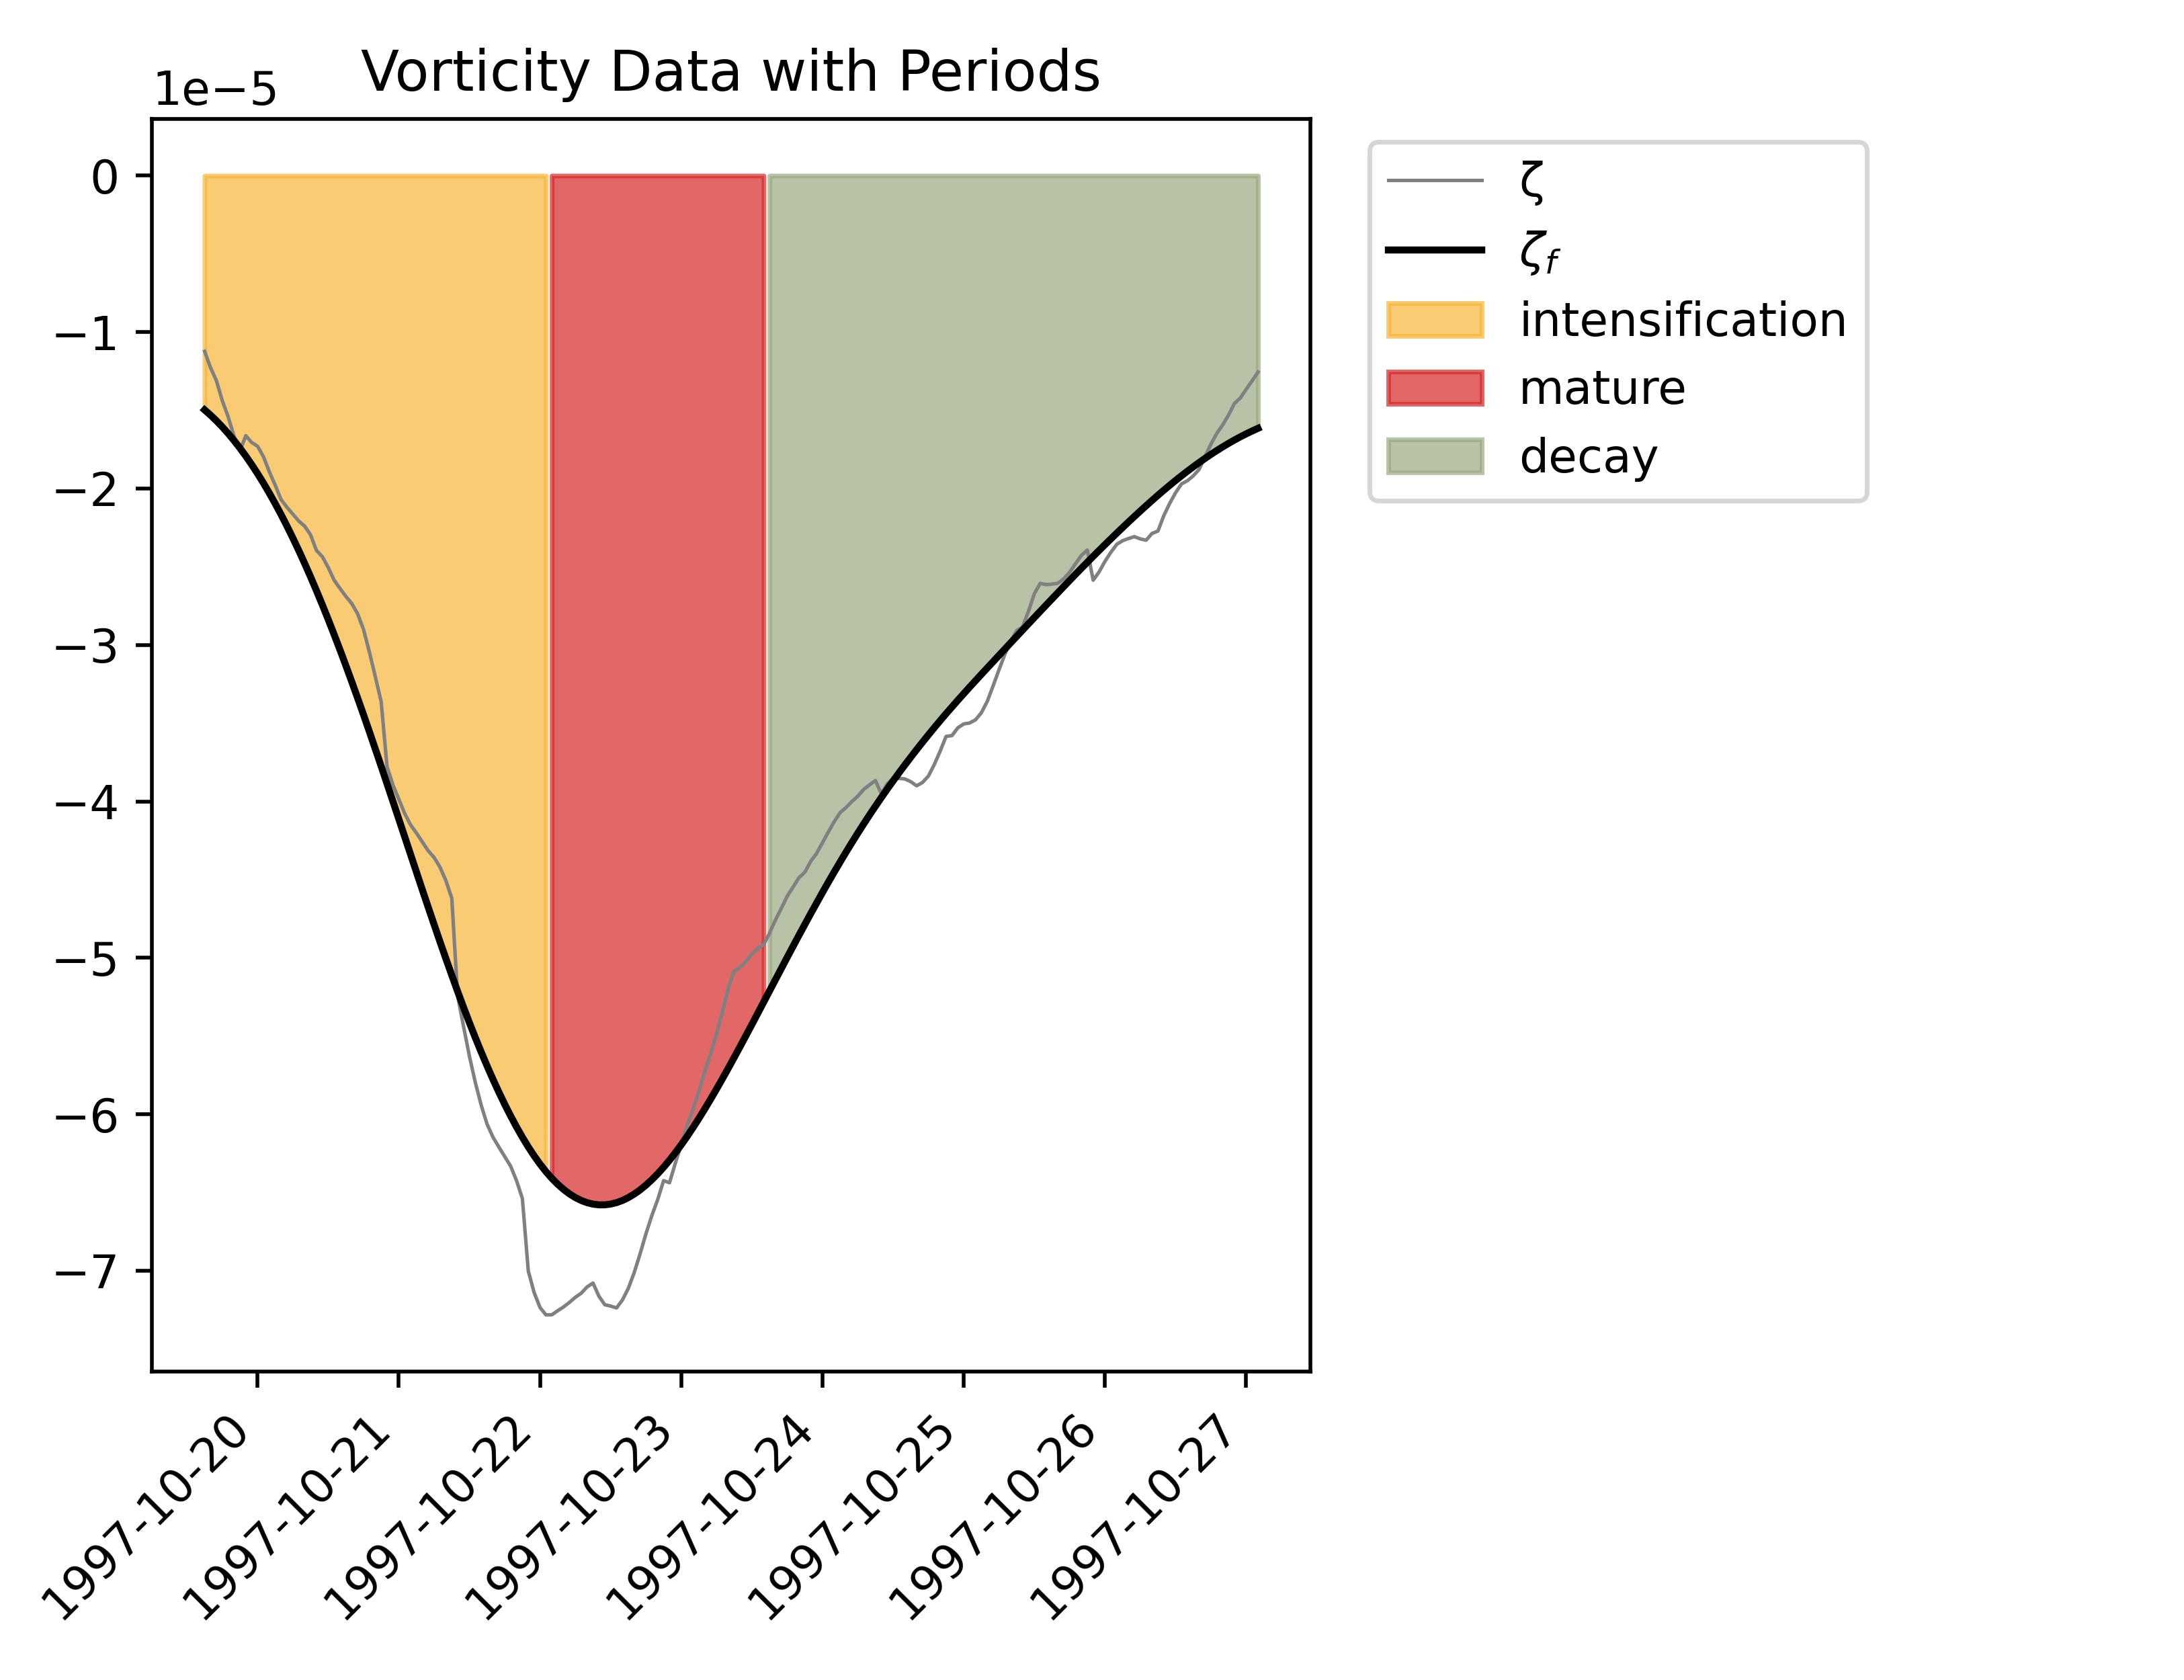 Vorticity Data with Periods
1e−5
0
−1
−2
−3
−4
−5
−6
−7
1997-10-20
1997-10-21
1997-10-22
1997-10-23
1997-10-24
1997-10-25
1997-10-26
1997-10-27
ζ
ζf
intensification
mature
decay